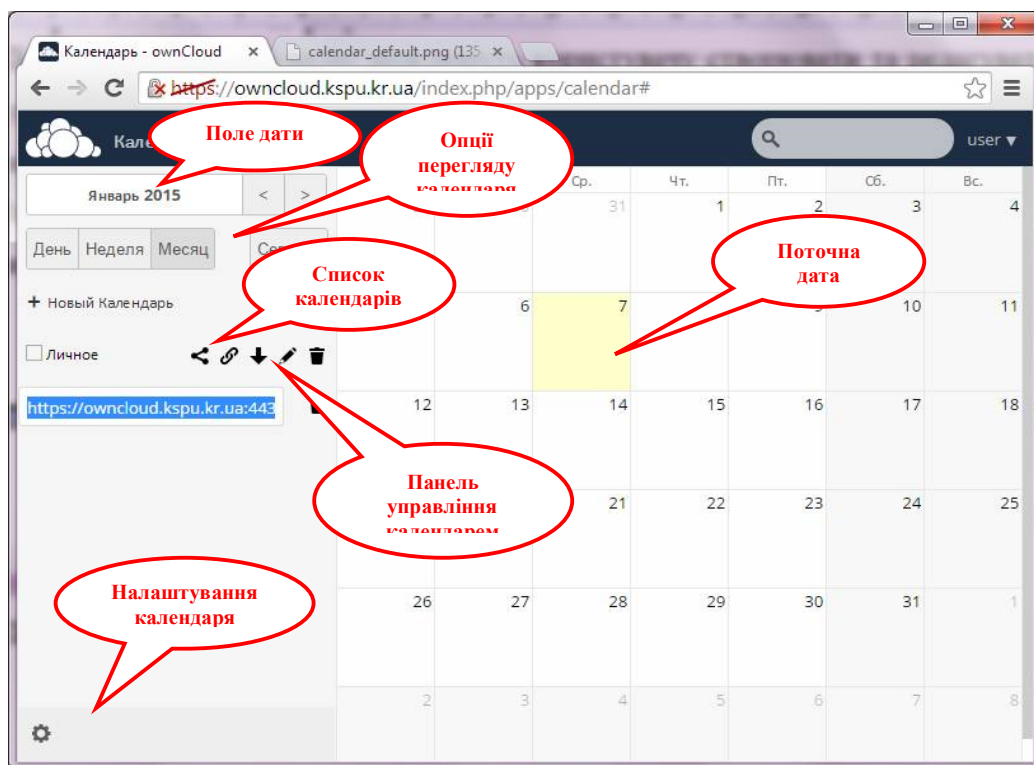 Календарь - ownCloud
calendar_default.png (135
https://owncloud.kspu.kr.ua/index.php/apps/calendar#
Поле дати
Опції
перегляду
календаря
user
Январь 2015 < >
Ср. Чт. Пт. Сб. Вс.
31 1 2 3 4
День Неделя Месяц
Поточна
дата
Список
календарів
+ Новый Календарь
6 7 9 10 11
Личное
https://owncloud.kspu.kr.ua:443
12 13 14 15 16 17 18
Панель
управління
календарем
21 22 23 24 25
Налаштування
календаря
26 27 28 29 30 31 1
2 3 4 5 6 7 8